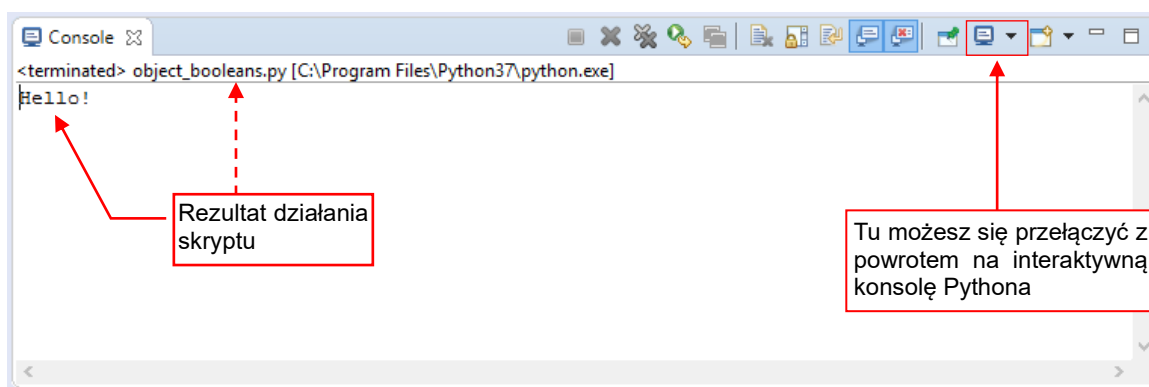 Console
<terminated> object_booleans.py [C:\Program Files\Python37\python.exe]
Hello!
Rezultat działania
skryptu
Tu możesz się przełączyć z
powrotem na interaktywną
konsolę Pythona